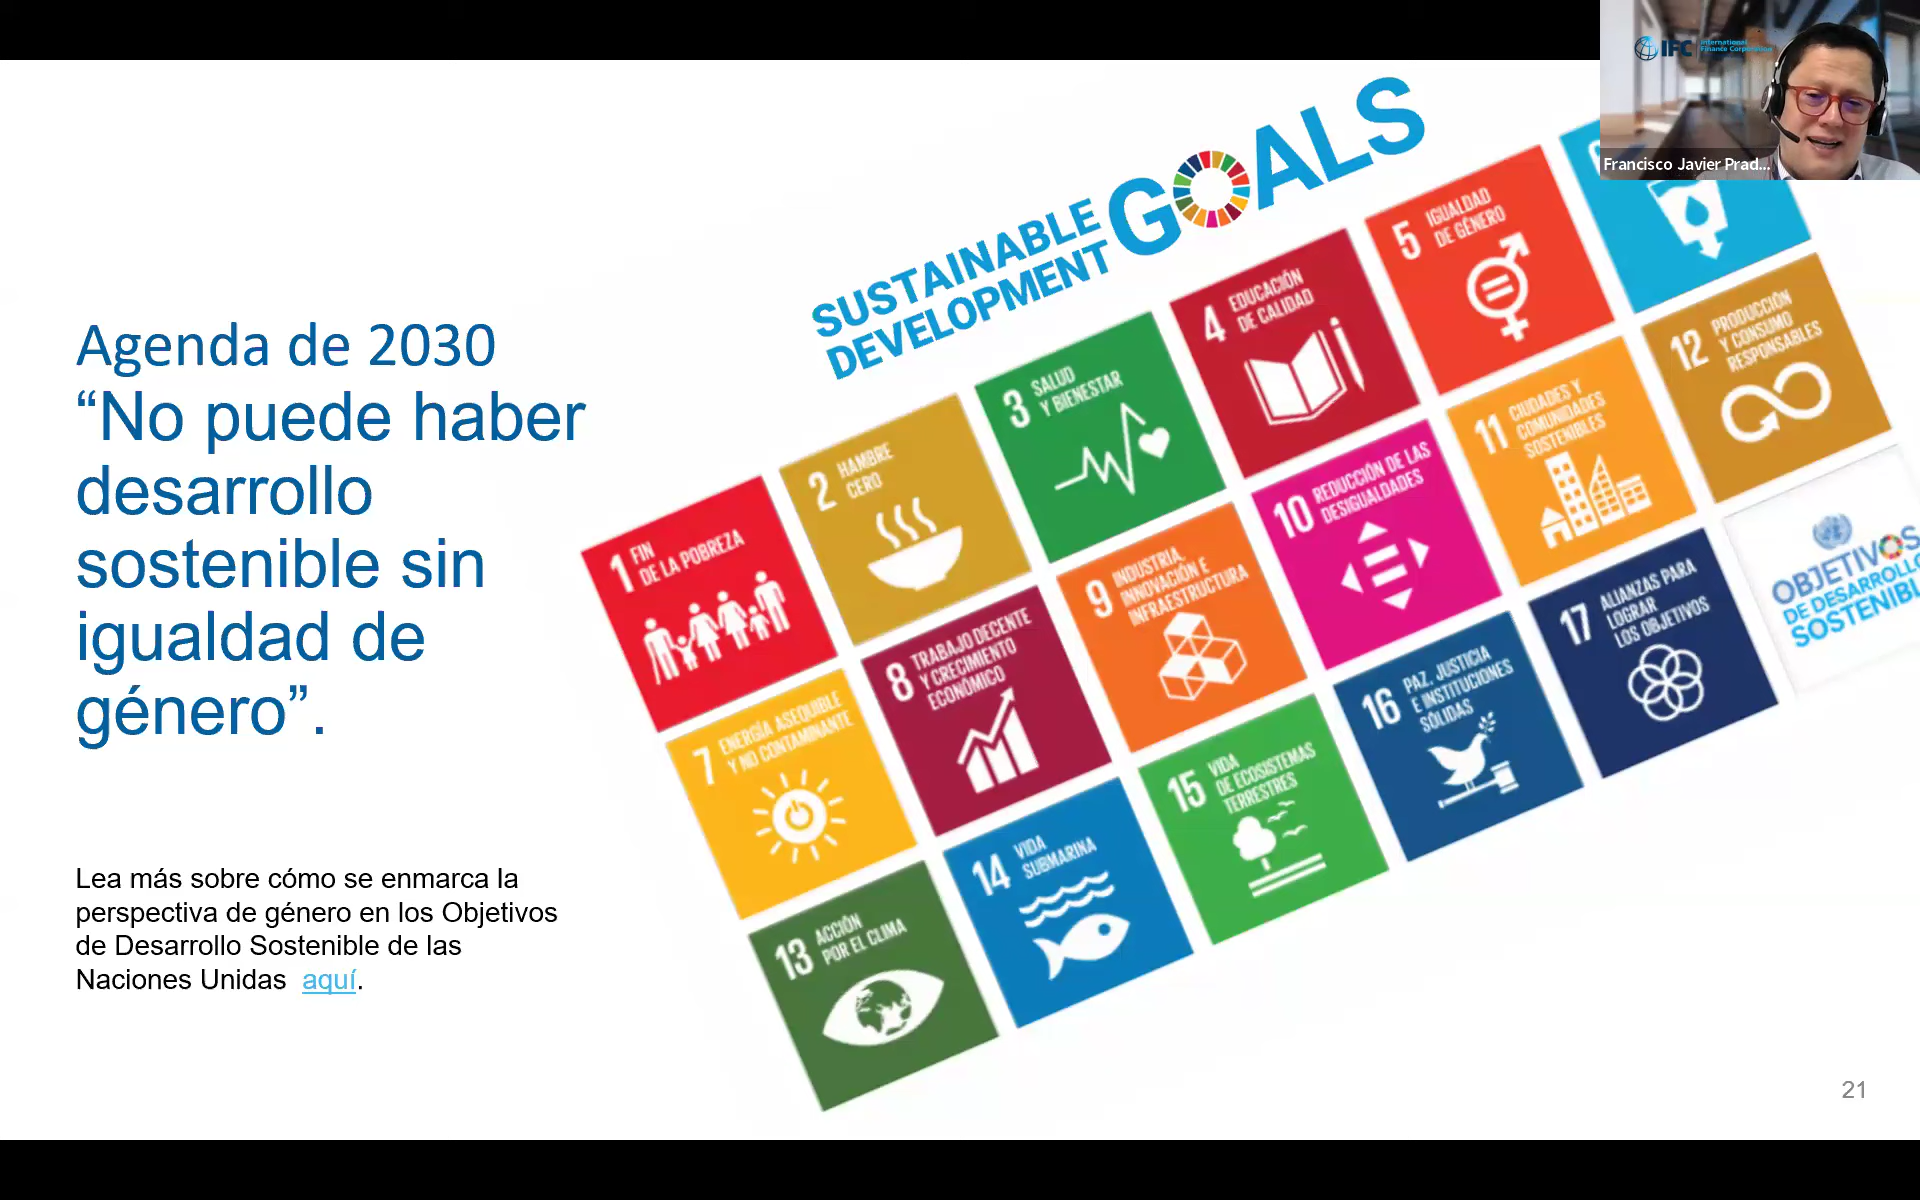 IFC
International
Finance Corporation
Francisco Javier Prad...
SUSTAINABLE
DEVELOPMENT
GOALS
Agenda de 2030
“No puede haber
desarrollo
sostenible sin
igualdad de
género”.
Lea más sobre cómo se enmarca la
perspectiva de género en los Objetivos
de Desarrollo Sostenible de las
Naciones Unidas aquí.
1 FIN
DE LA POBREZA
2 HAMBRE
CERO
3 SALUD
Y BIENESTAR
4 EDUCACIÓN
DE CALIDAD
5 IGUALDAD
DE GÉNERO
7 ENERGÍA ASEQUIBLE
Y NO CONTAMINANTE
8 TRABAJO DECENTE
Y CRECIMIENTO
ECONÓMICO
9 INDUSTRIA,
INNOVACIÓN E
INFRAESTRUCTURA
10 REDUCCIÓN DE LAS
DESIGUALDADES
11 CIUDADES Y
COMUNIDADES
SOSTENIBLES
12 PRODUCCIÓN
Y CONSUMO
RESPONSABLES
13 ACCIÓN
POR EL CLIMA
14 VIDA
SUBMARINA
15 VIDA
DE ECOSISTEMAS
TERRESTRES
16 PAZ, JUSTICIA
E INSTITUCIONES
SÓLIDAS
17 ALIANZAS PARA
LOGRAR
LOS OBJETIVOS
OBJETIVOS
DE DESARROLLO
SOSTENIBL
21